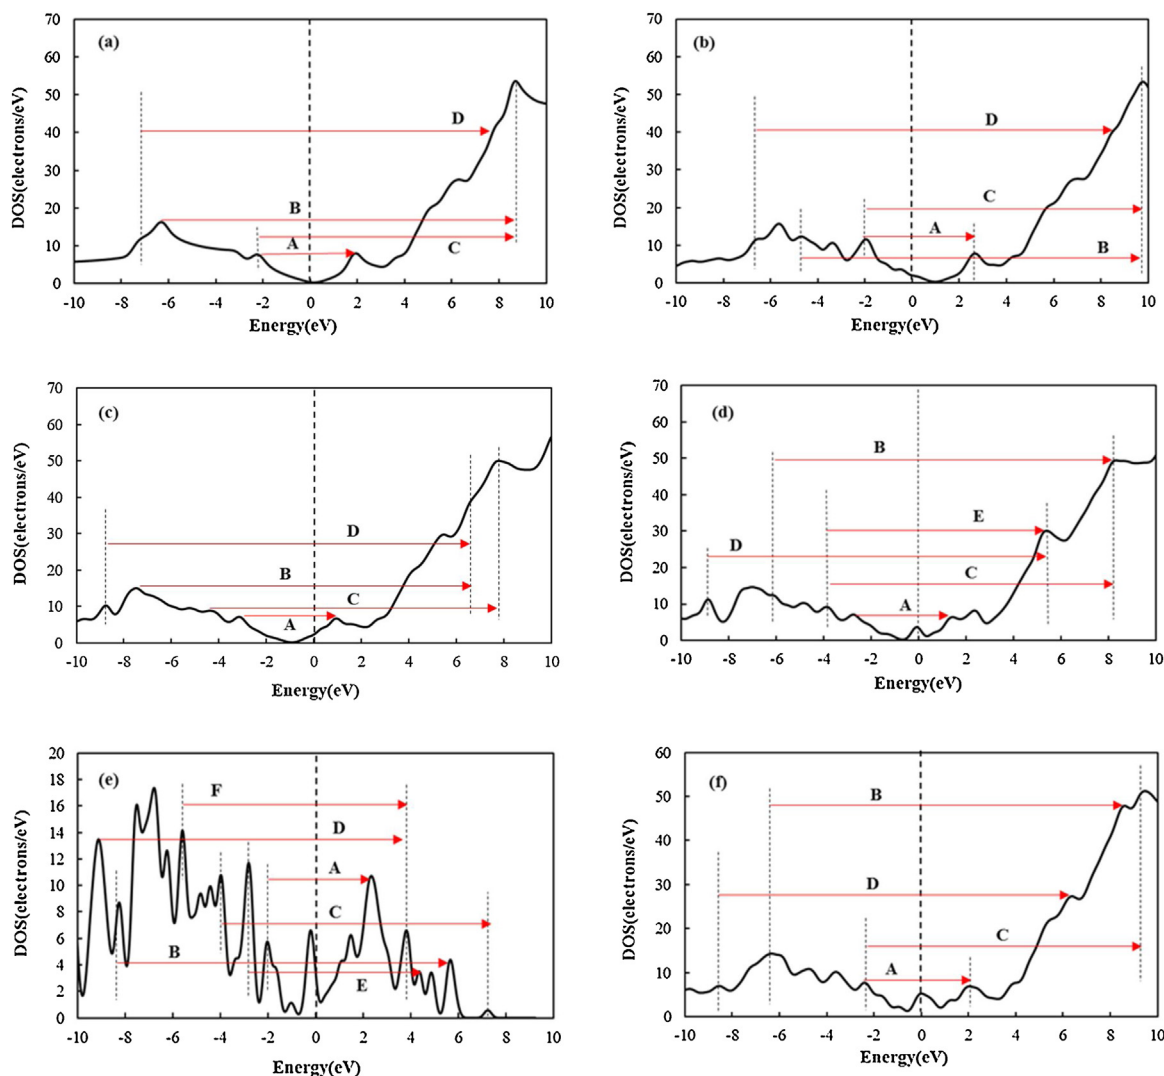 (a)
DOS(electrons/eV)
70
60
50
40
30
20
10
0
D
B
A
C
-10 -8 -6 -4 -2 0 2 4 6 8 10
Energy(eV)
(b)
DOS(electrons/eV)
70
60
50
40
30
20
10
0
D
C
A
B
-10 -8 -6 -4 -2 0 2 4 6 8 10
Energy(eV)
(c)
DOS(electrons/eV)
70
60
50
40
30
20
10
0
D
B
C
A
-10 -8 -6 -4 -2 0 2 4 6 8 10
Energy(eV)
(d)
DOS(electrons/eV)
70
60
50
40
30
20
10
0
B
E
D
C
A
-10 -8 -6 -4 -2 0 2 4 6 8 10
Energy(eV)
(e)
DOS(electrons/eV)
20
18
16
14
12
10
8
6
4
2
0
F
D
A
C
B
E
-10 -8 -6 -4 -2 0 2 4 6 8 10
Energy(eV)
(f)
DOS(electrons/eV)
60
50
40
30
20
10
0
B
D
C
A
-10 -8 -6 -4 -2 0 2 4 6 8 10
Energy(eV)